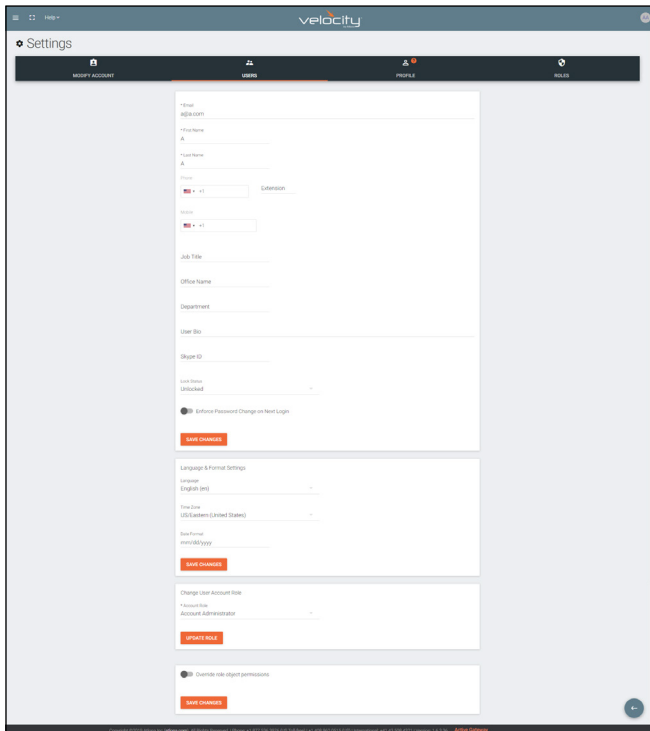 Help
velocity
Settings
MODIFY ACCOUNT
USERS
PROFILE
ROLES
* Email
a@a.com
* First Name
A
* Last Name
A
Phone
+1
Extension
Mobile
+1
Job Title
Office Name
Department
User Bio
Skype ID
Lock Status
Unlocked
Enforce Password Change on Next Login
SAVE CHANGES
Language & Format Settings
Language
English (en)
Time Zone
US/Eastern (United States)
Date Format
mm/dd/yyyy
SAVE CHANGES
Change User Account Role
* Account Role
Account Administrator
UPDATE ROLE
Override role object permissions
SAVE CHANGES
Active Gateway